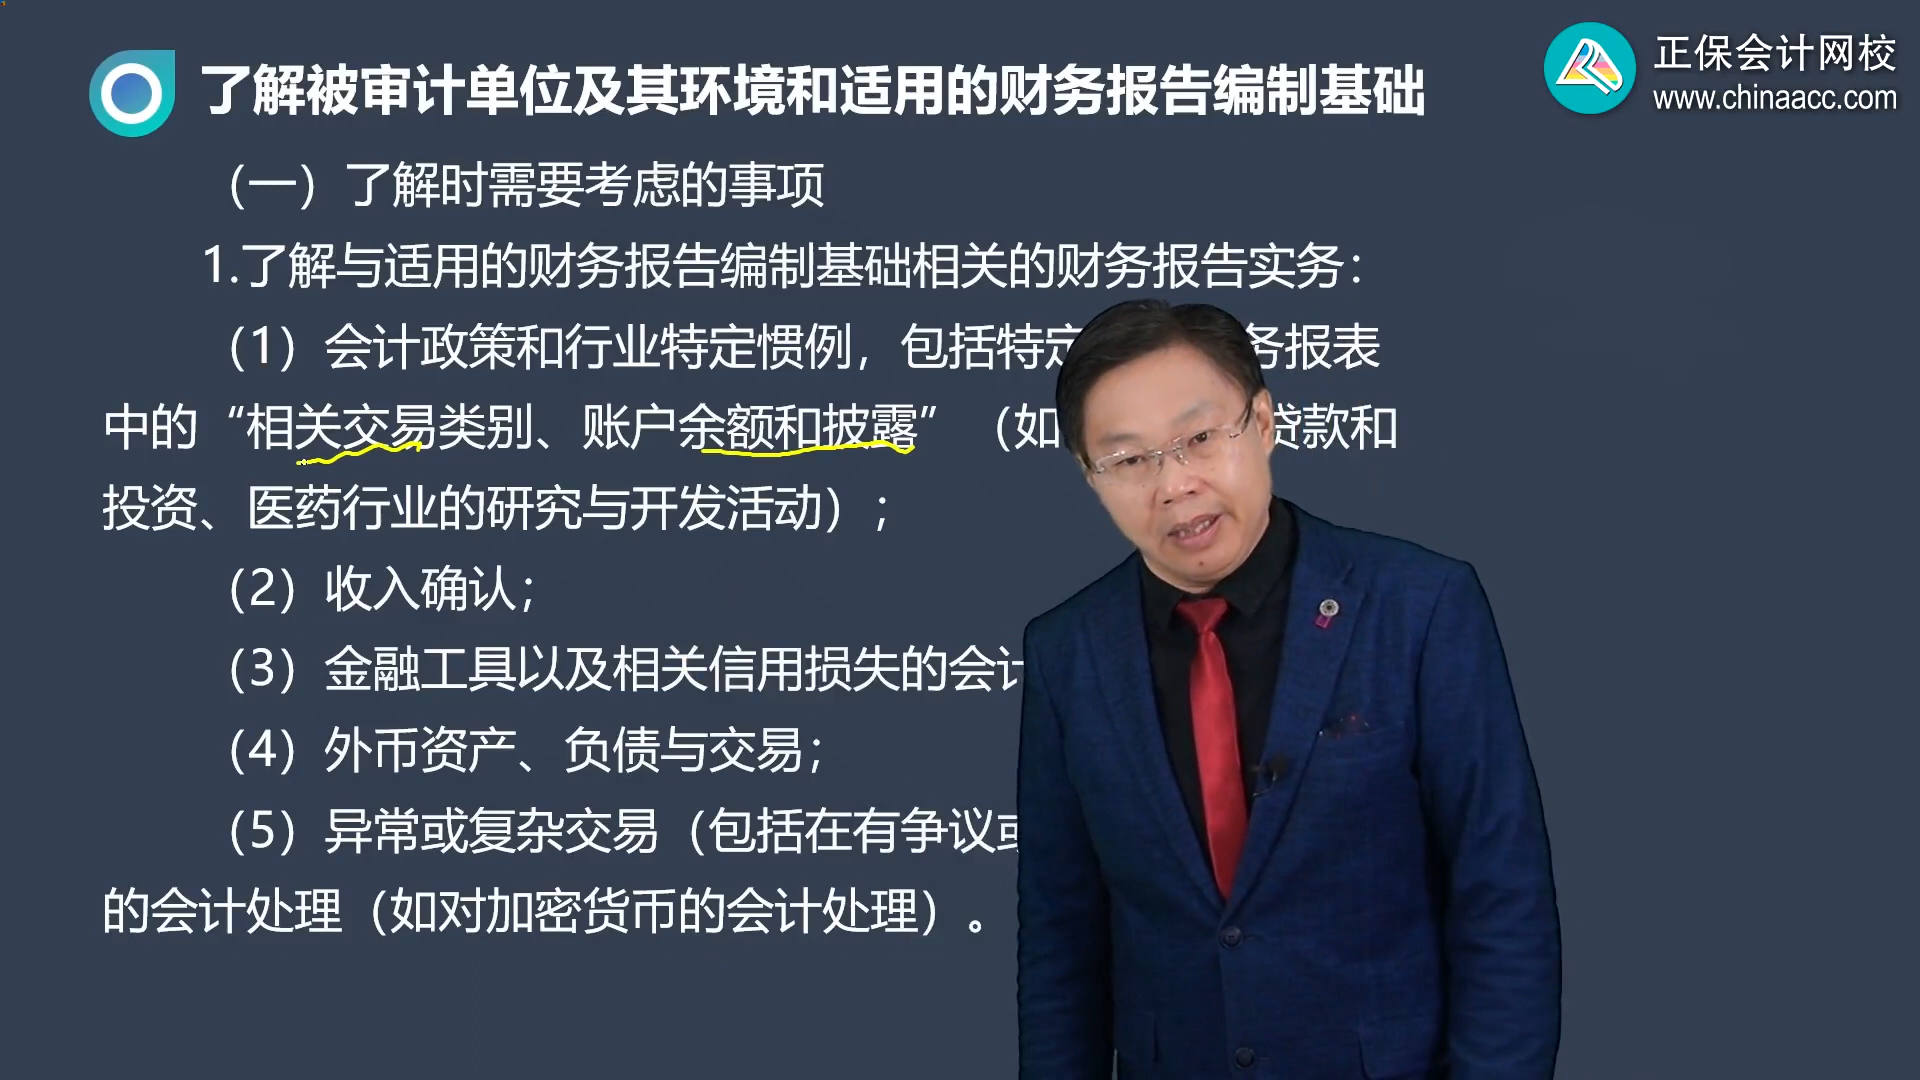 了解被审计单位及其环境和适用的财务报告编制基础
正保会计网校
www.chinaacc.com
（一）了解时需要考虑的事项
1.了解与适用的财务报告编制基础相关的财务报告实务：
（1）会计政策和行业特定惯例，包括特定 务报表
中的“相关交易类别、账户余额和披露”（如 贷款和
投资、医药行业的研究与开发活动）；
（2）收入确认；
（3）金融工具以及相关信用损失的会计
（4）外币资产、负债与交易；
（5）异常或复杂交易（包括在有争议或
的会计处理（如对加密货币的会计处理）。